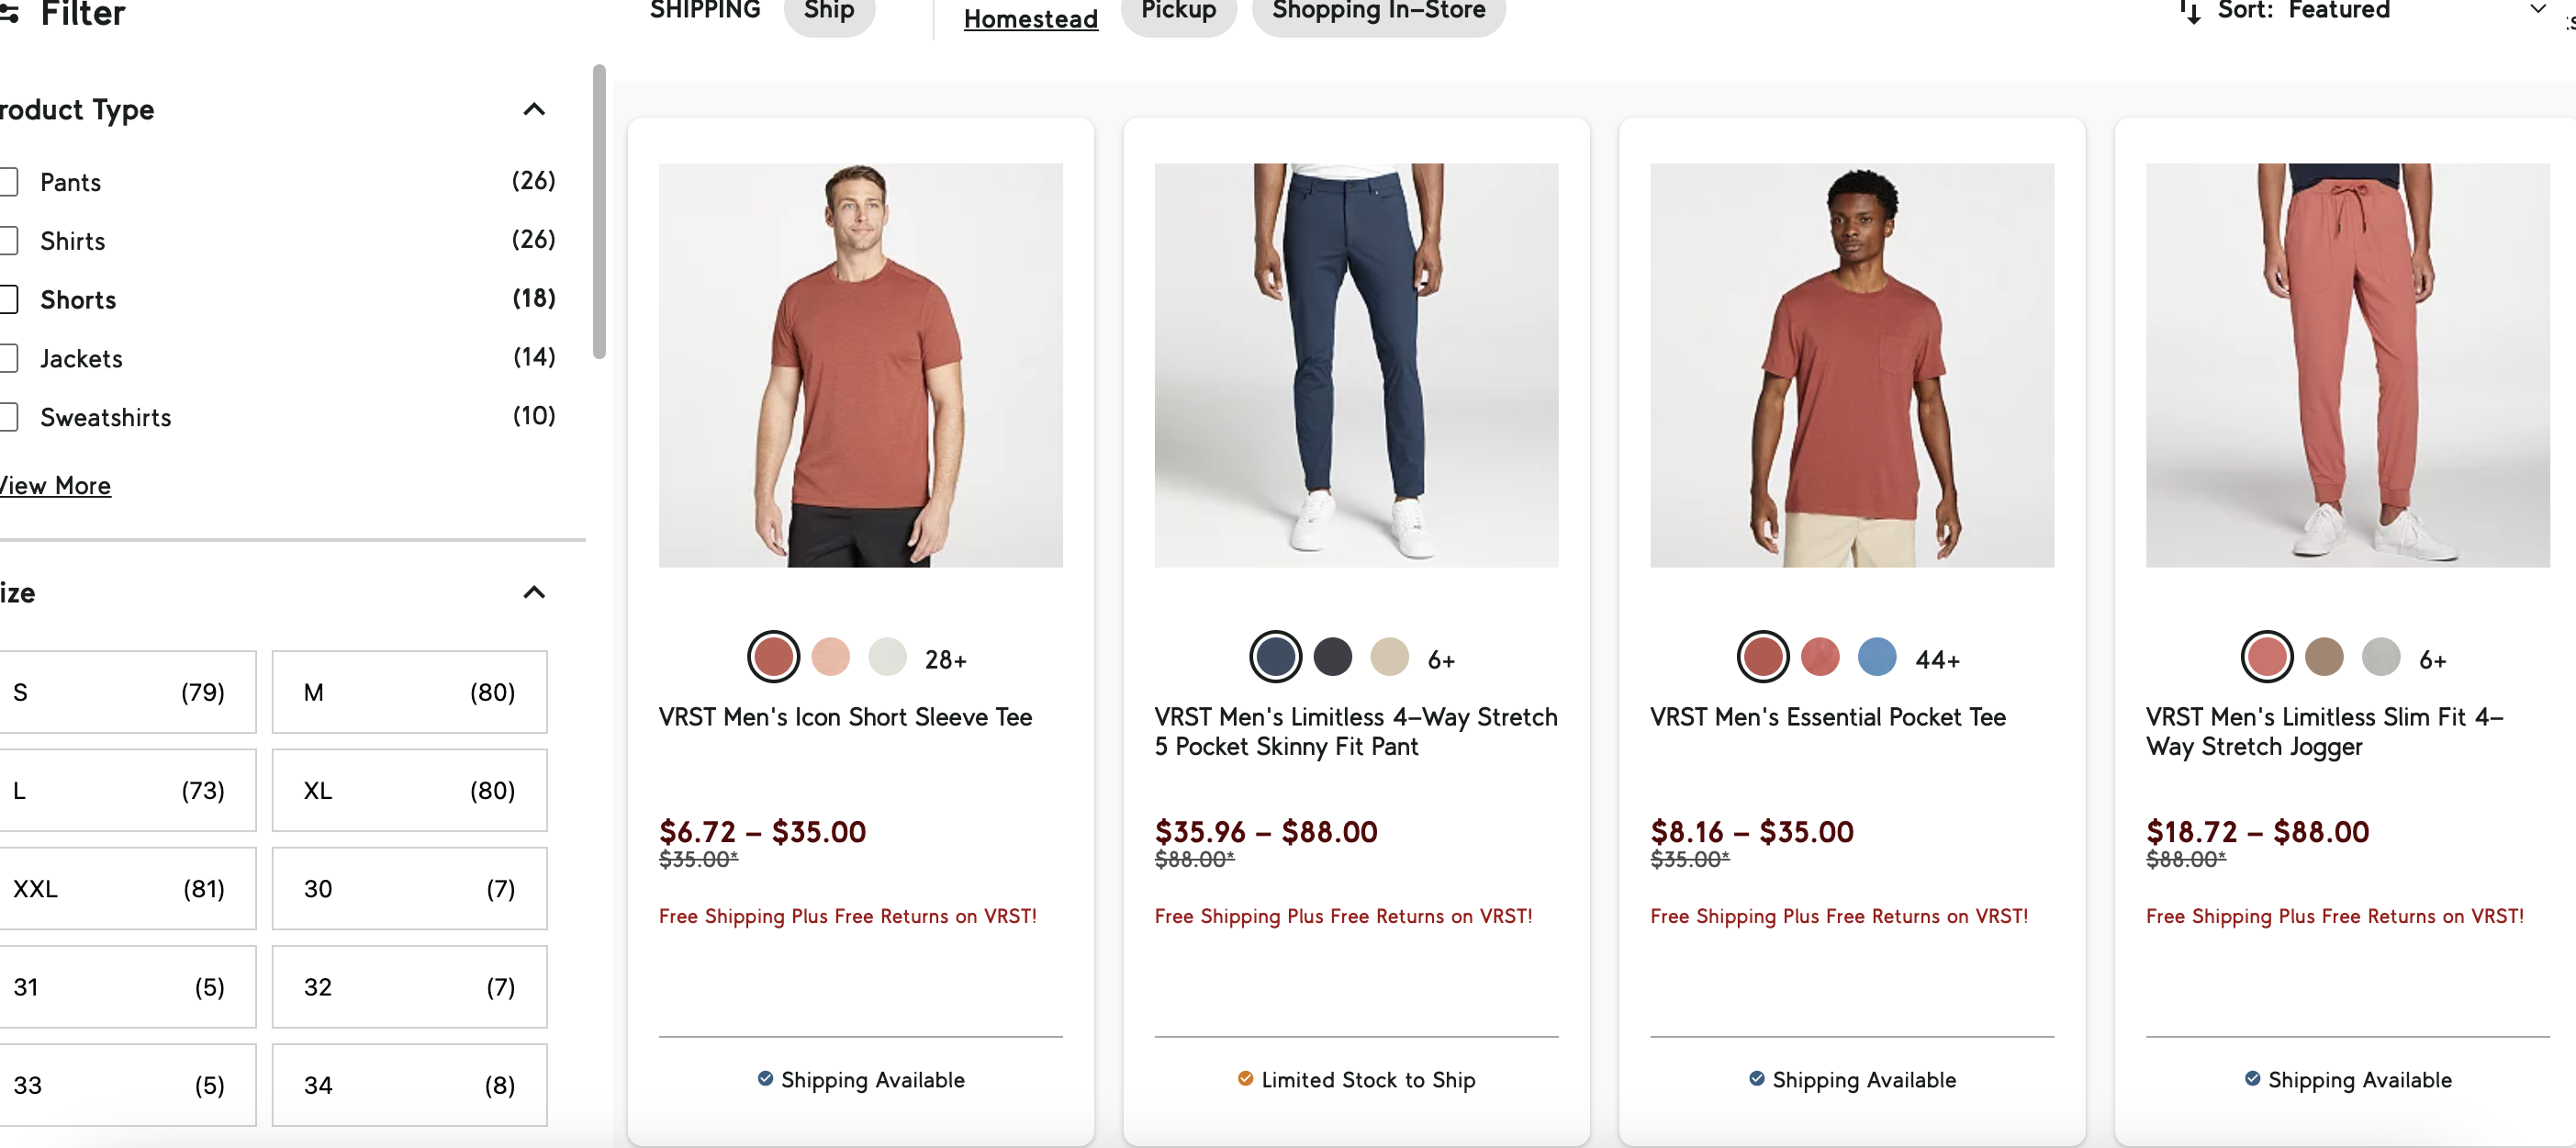 Filter
SHIPPING Ship Homestead Pickup Shopping In-Store Sort: Featured
roduct Type
Pants (26)
Shirts (26)
Shorts (18)
Jackets (14)
Sweatshirts (10)
View More
ize
S (79)
M (80)
L (73)
XL (80)
XXL (81)
30 (7)
31 (5)
32 (7)
33 (5)
34 (8)
28+
VRST Men's Icon Short Sleeve Tee
$6.72 – $35.00
$35.00*
Free Shipping Plus Free Returns on VRST!
Shipping Available
6+
VRST Men's Limitless 4-Way Stretch
5 Pocket Skinny Fit Pant
$35.96 – $88.00
$88.00*
Free Shipping Plus Free Returns on VRST!
Limited Stock to Ship
44+
VRST Men's Essential Pocket Tee
$8.16 – $35.00
$35.00*
Free Shipping Plus Free Returns on VRST!
Shipping Available
6+
VRST Men's Limitless Slim Fit 4-
Way Stretch Jogger
$18.72 – $88.00
$88.00*
Free Shipping Plus Free Returns on VRST!
Shipping Available